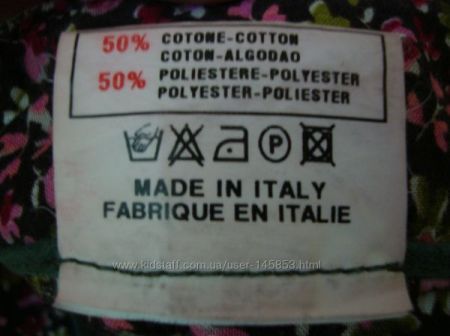 50% COTONE-COTTON
COTON-ALGODAO
50% POLIESTERE-POLYESTER
POLYESTER-POLIESTER
P
MADE IN ITALY
FABRIQUE EN ITALIE
www.kidstaff.com.ua/user-145853.html